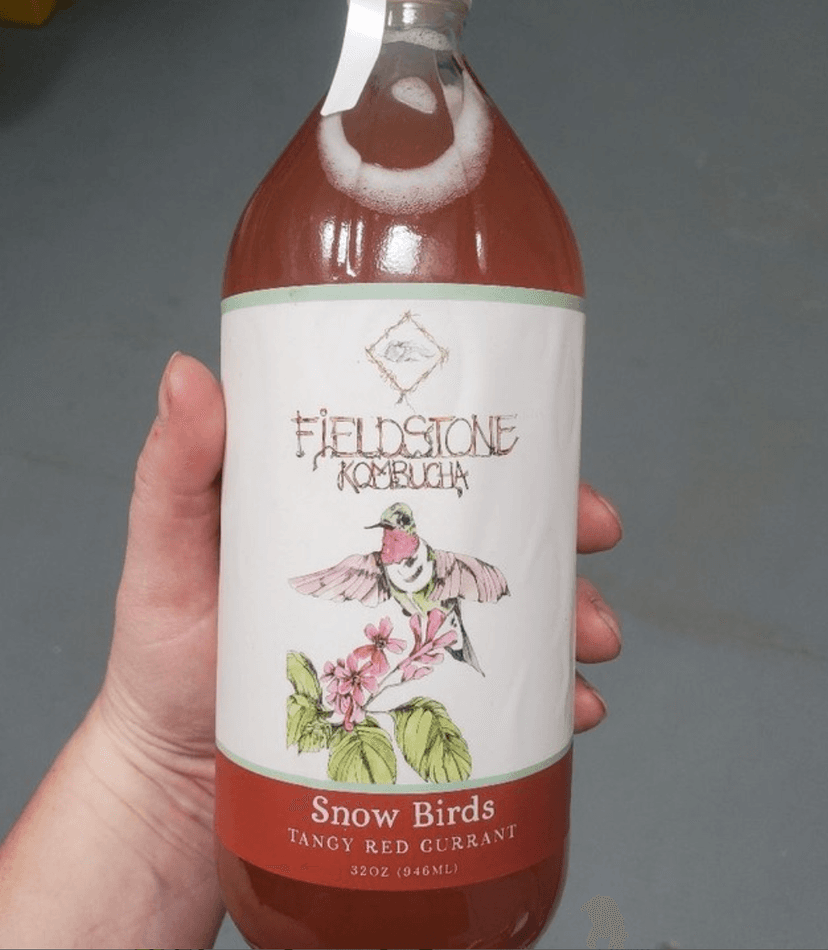 FiELDSTONE
KOMBUCHA
Snow Birds
TANGY RED CURRANT
32OZ (946ML)